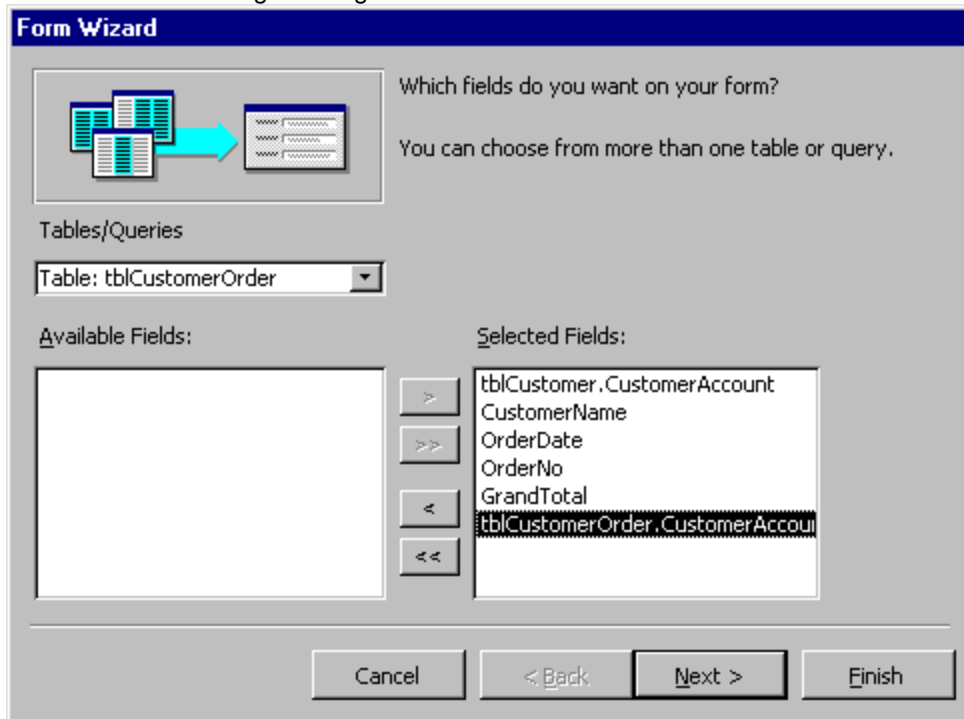 Form Wizard
Which fields do you want on your form?
You can choose from more than one table or query.
Tables/Queries
Table: tblCustomerOrder
Available Fields:
Selected Fields:
tblCustomer.CustomerAccount
CustomerName
OrderDate
OrderNo
GrandTotal
tblCustomerOrder.CustomerAccou
>
>>
<
<<
Cancel
< Back
Next >
Finish